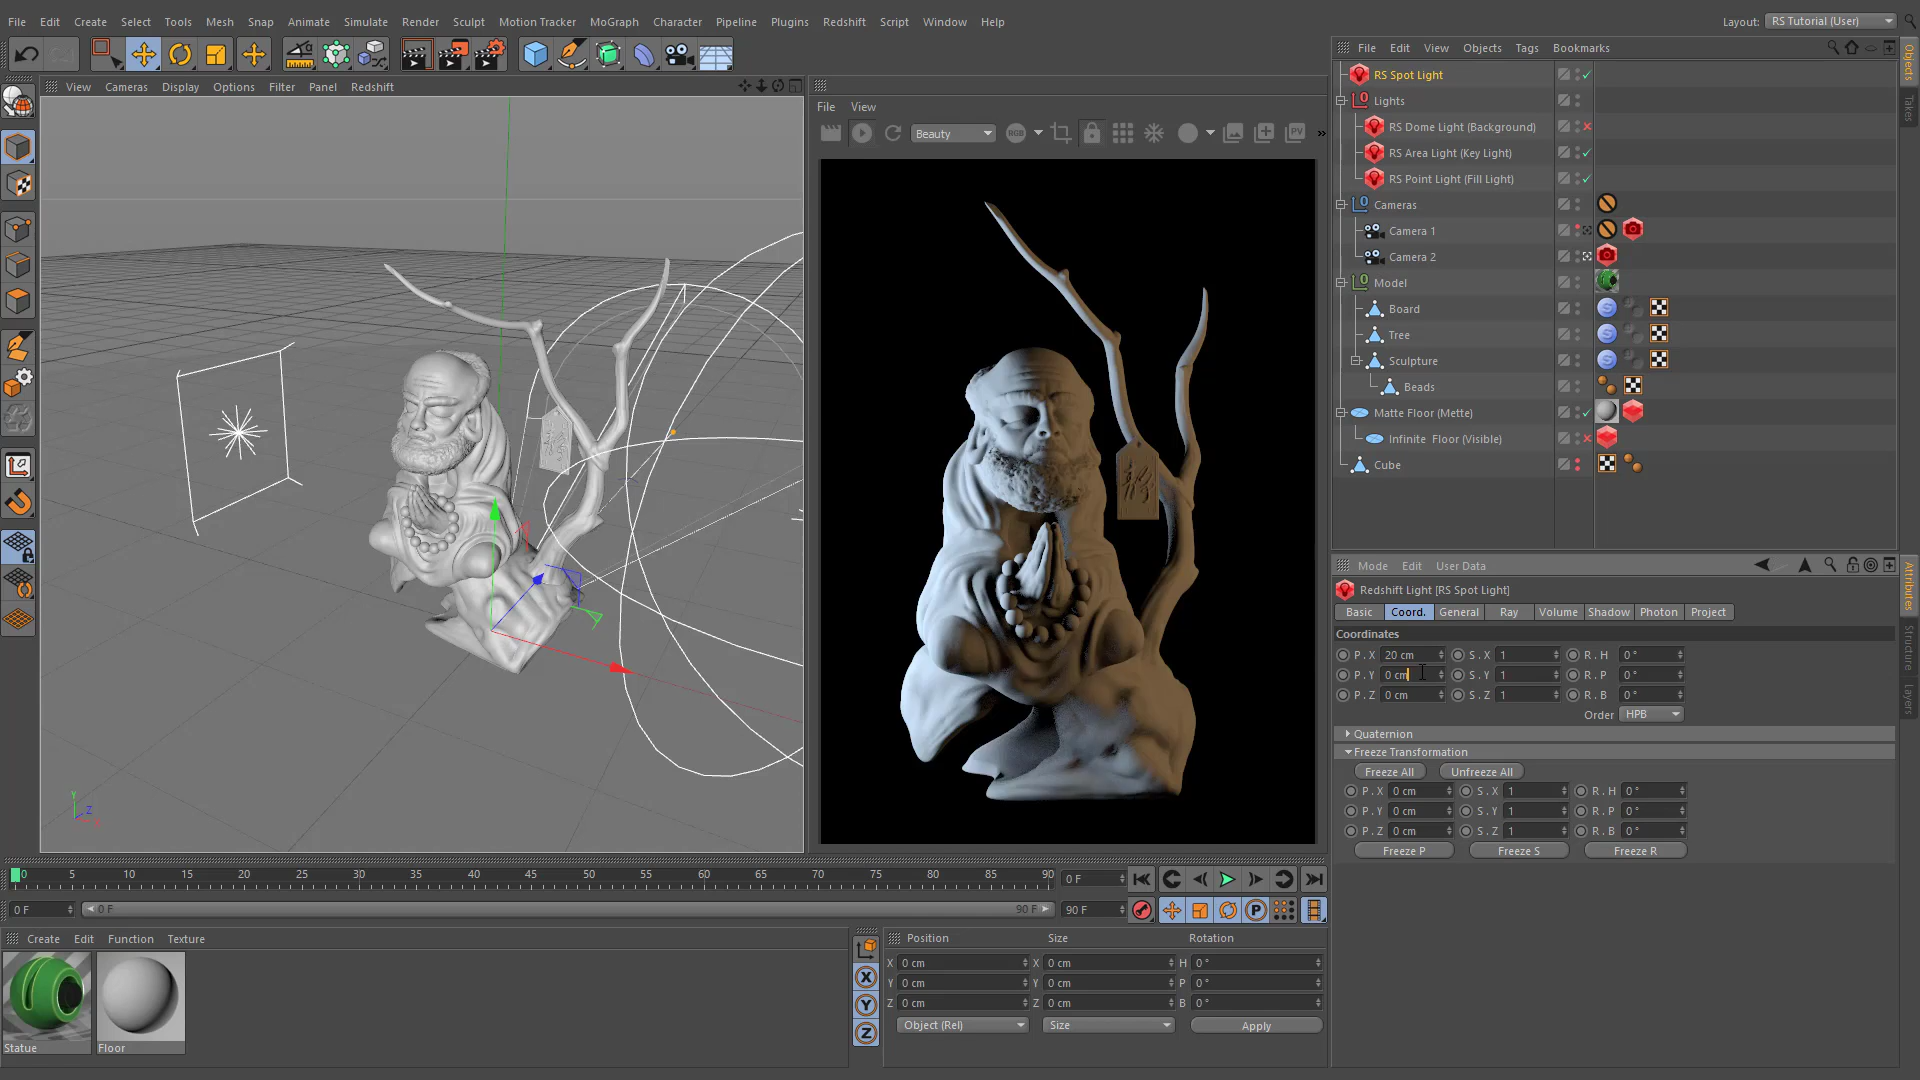 File Edit Create Select Tools Mesh Snap Animate Simulate Render Sculpt Motion Tracker MoGraph Character Pipeline Plugins Redshift Script Window Help
Layout: RS Tutorial (User)
View Cameras Display Options Filter Panel Redshift
File View
Beauty
RGB
PV
File Edit View Objects Tags Bookmarks
RS Spot Light
Lights
RS Dome Light (Background)
RS Area Light (Key Light)
RS Point Light (Fill Light)
Cameras
Camera 1
Camera 2
Model
Board
Tree
Sculpture
Beads
Matte Floor (Mette)
Infinite Floor (Visible)
Cube
Objects
Takes
Mode Edit User Data
Redshift Light [RS Spot Light]
Basic Coord. General Ray Volume Shadow Photon Project
Coordinates
P . X 20 cm S . X 1 R . H 0 °
P . Y 0 cm S . Y 1 R . P 0 °
P . Z 0 cm S . Z 1 R . B 0 °
Order HPB
Quaternion
Freeze Transformation
Freeze All Unfreeze All
P . X 0 cm S . X 1 R . H 0 °
P . Y 0 cm S . Y 1 R . P 0 °
P . Z 0 cm S . Z 1 R . B 0 °
Freeze P Freeze S Freeze R
Attributes
Structure
Layers
Y Z X
0 5 10 15 20 25 30 35 40 45 50 55 60 65 70 75 80 85 90 0 F
0 F 0 F 90 F 90 F
Create Edit Function Texture
Statue Floor
Position Size Rotation
X 0 cm X 0 cm H 0 °
Y 0 cm Y 0 cm P 0 °
Z 0 cm Z 0 cm B 0 °
Object (Rel) Size Apply
X
Y
Z